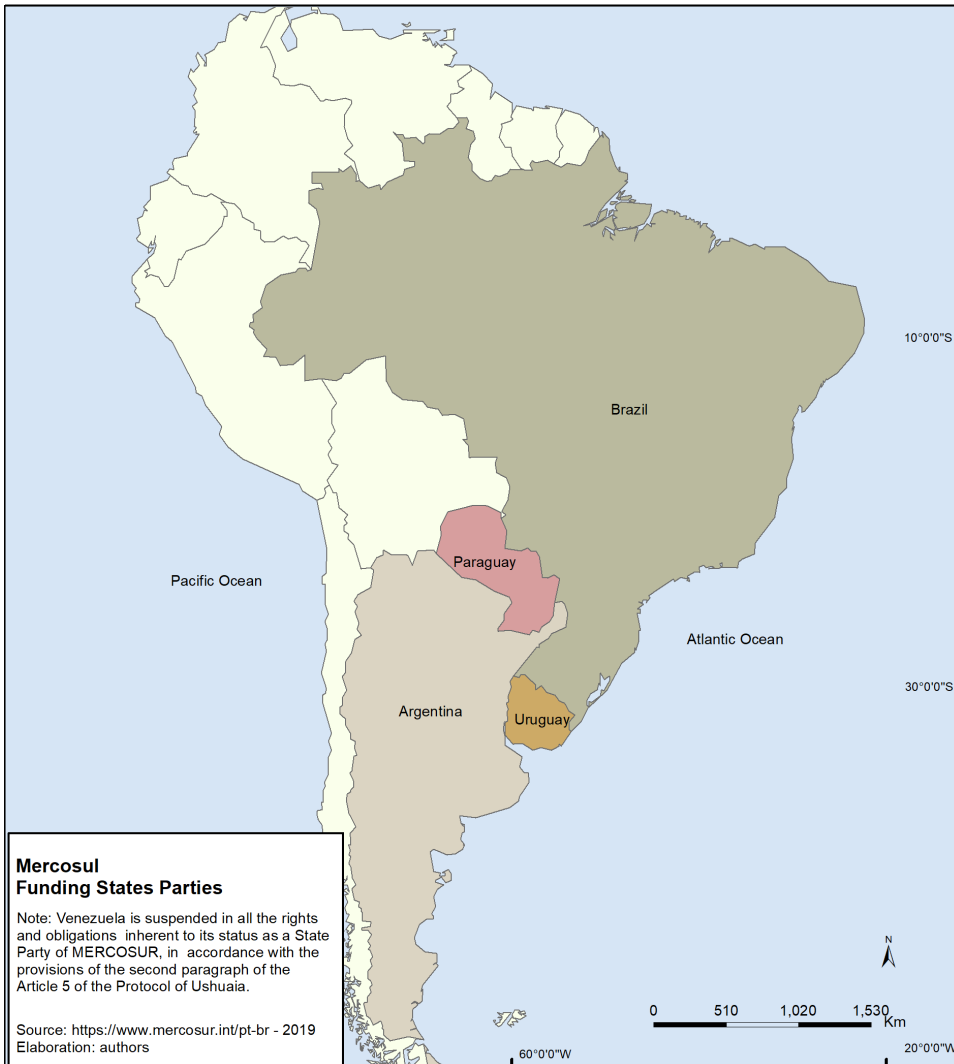 10°0'0"S
Brazil
Paraguay
Pacific Ocean
Atlantic Ocean
30°0'0"S
Argentina
Uruguay
Mercosul
Funding States Parties
Note: Venezuela is suspended in all the rights
and obligations inherent to its status as a State
Party of MERCOSUR, in accordance with the
provisions of the second paragraph of the
Article 5 of the Protocol of Ushuaia.
Source: https://www.mercosur.int/pt-br - 2019
Elaboration: authors
N
0 510 1,020 1,530
Km
60°0'0"W
20°0'0"W